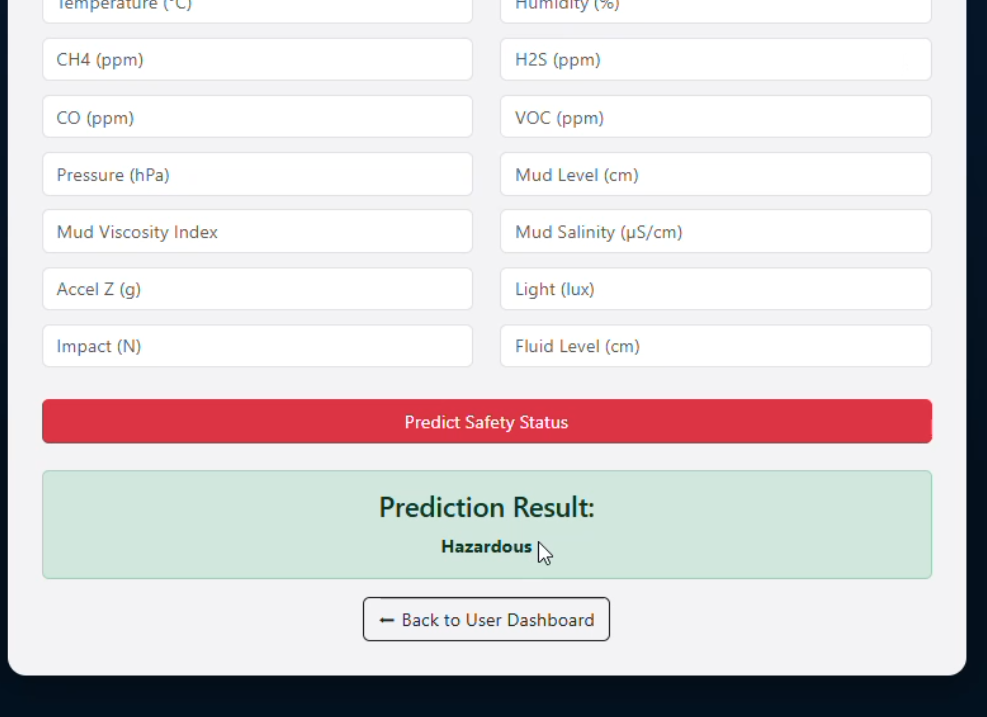 Temperature (°C)
Humidity (%)
CH4 (ppm)
H2S (ppm)
CO (ppm)
VOC (ppm)
Pressure (hPa)
Mud Level (cm)
Mud Viscosity Index
Mud Salinity (µS/cm)
Accel Z (g)
Light (lux)
Impact (N)
Fluid Level (cm)
Predict Safety Status
Prediction Result:
Hazardous
← Back to User Dashboard